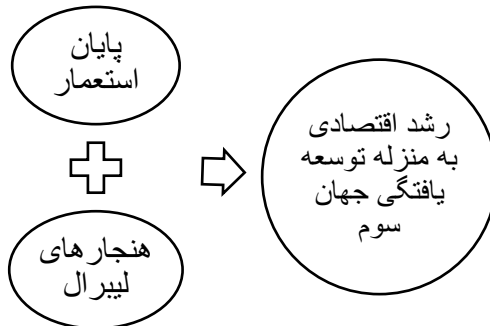 پایان
استعمار
هنجارهای
لیبرال
رشد اقتصادی
به منزله توسعه
یافتگی جهان
سوم